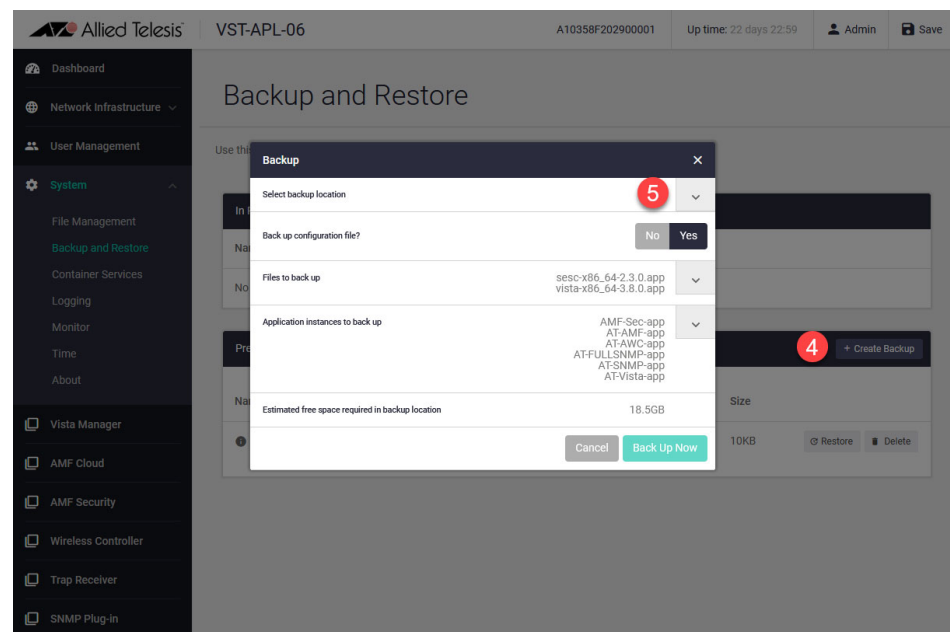 Allied Telesis
VST-APL-06
A10358F202900001
Up time: 22 days 22:59
Admin
Save
Dashboard
Network Infrastructure
User Management
System
File Management
Backup and Restore
Container Services
Logging
Monitor
Time
About
Vista Manager
AMF Cloud
AMF Security
Wireless Controller
Trap Receiver
SNMP Plug-in
Backup and Restore
Use this
Backup
Select backup location
5
Back up configuration file?
No Yes
Files to back up
sesc-x86_64-2.3.0.app
vista-x86_64-3.8.0.app
Application instances to back up
AMF-Sec-app
AT-AMF-app
AT-AWC-app
AT-FULLSNMP-app
AT-SNMP-app
AT-Vista-app
Estimated free space required in backup location
18.5GB
Cancel
Back Up Now
In
No
Pre
4
+ Create Backup
Size
10KB
Restore
Delete